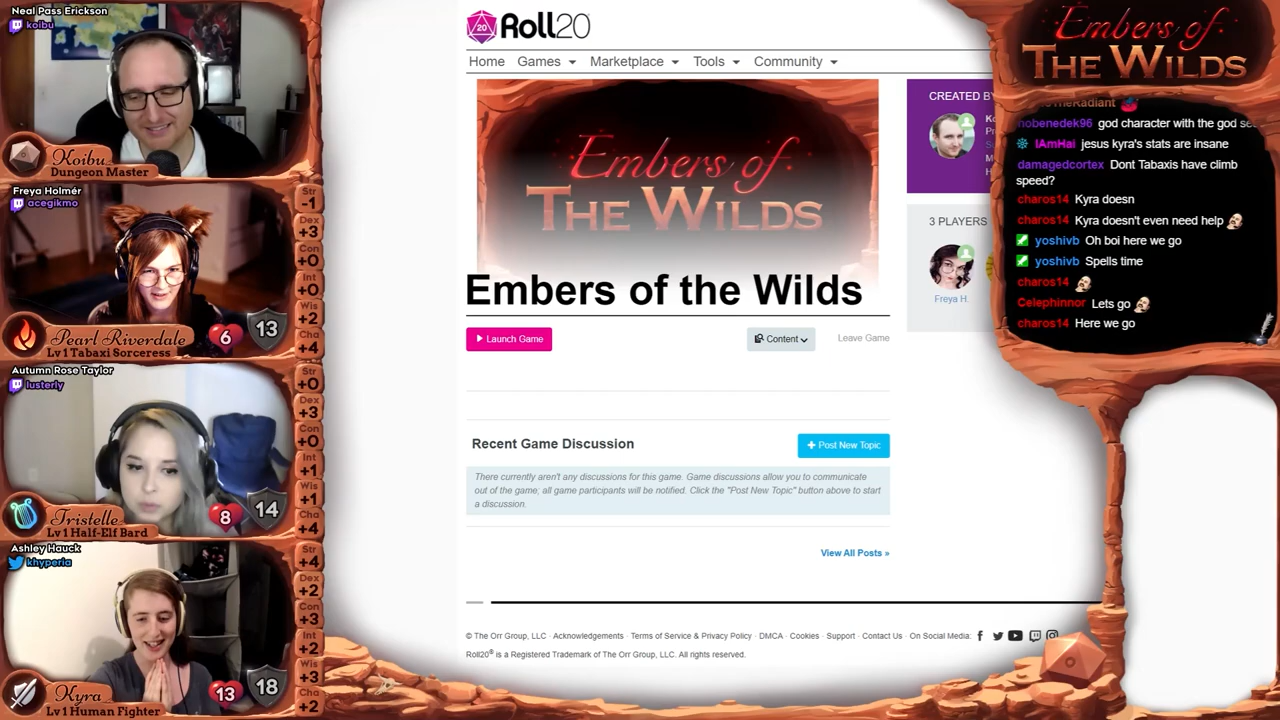 Neal Pass Erickson
koibu
Koibu
Dungeon Master
Freya Holmér
acegikmo
Str
-1
Dex
+3
Con
+0
Int
+0
Wis
+2
Cha
+4
Pearl Riverdale
6
13
Lv 1 Tabaxi Sorceress
Autumn Rose Taylor
lusterly
Str
+0
Dex
+3
Con
+0
Int
+1
Wis
+1
Cha
+4
Tristelle
8
14
Lv 1 Half-Elf Bard
Ashley Hauck
khyperia
Str
+4
Dex
+2
Con
+3
Int
+2
Wis
+3
Cha
+2
Kyra
13
18
Lv 1 Human Fighter
20
Roll20
Home Games Marketplace Tools Community
Embers of
THE WILDS
Embers of the Wilds
Launch Game
Content
Leave Game
Recent Game Discussion
+ Post New Topic
There currently aren't any discussions for this game. Game discussions allow you to communicate
out of the game; all game participants will be notified. Click the "Post New Topic" button above to start
a discussion.
View All Posts »
© The Orr Group, LLC · Acknowledgements · Terms of Service & Privacy Policy · DMCA · Cookies · Support · Contact Us · On Social Media:
Roll20® is a Registered Trademark of The Orr Group, LLC. All rights reserved.
CREATED BY
3 PLAYERS
Freya H.
Embers of
THE WILDS
TheRadiant
nobenedek96 god character with the god
IAmHai jesus kyra's stats are insane
damagedcortex Dont Tabaxis have climb
speed?
charos14 Kyra doesn
charos14 Kyra doesn't even need help
yoshivb Oh boi here we go
yoshivb Spells time
charos14
Celephinnor Lets go
charos14 Here we go